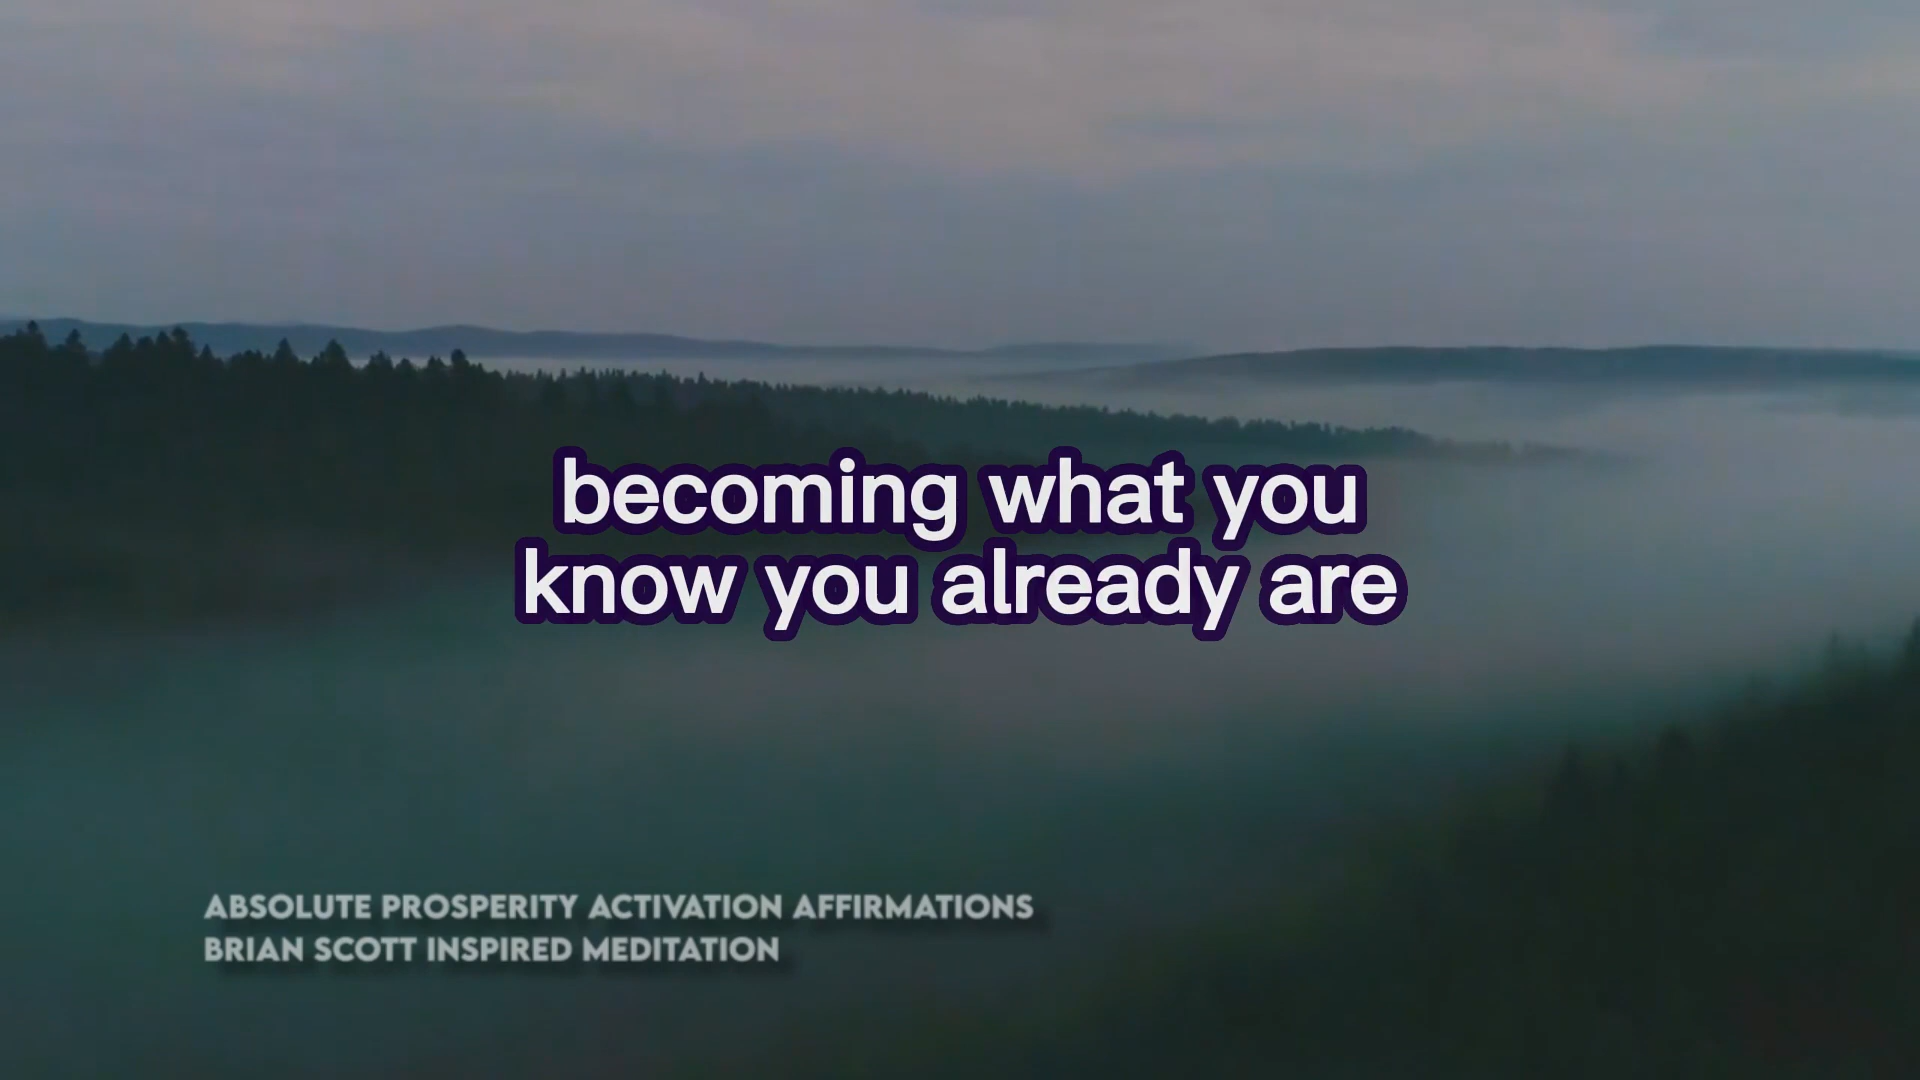 becoming what you
know you already are
ABSOLUTE PROSPERITY ACTIVATION AFFIRMATIONS
BRIAN SCOTT INSPIRED MEDITATION